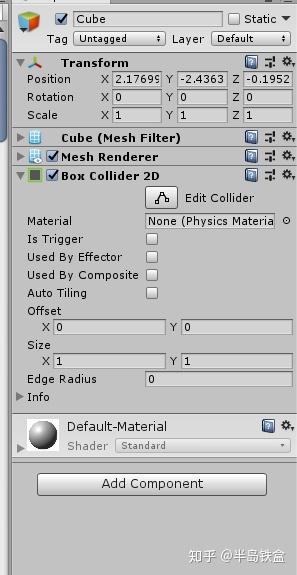 Cube
Static
Tag Untagged Layer Default
Transform
Position X 2.17699 Y -2.4363 Z -0.1952
Rotation X 0 Y 0 Z 0
Scale X 1 Y 1 Z 1
Cube (Mesh Filter)
Mesh Renderer
Box Collider 2D
Edit Collider
Material None (Physics Materia
Is Trigger
Used By Effector
Used By Composite
Auto Tiling
Offset
X 0 Y 0
Size
X 1 Y 1
Edge Radius 0
Info
Default-Material
Shader Standard
Add Component
知乎 @半岛铁盒